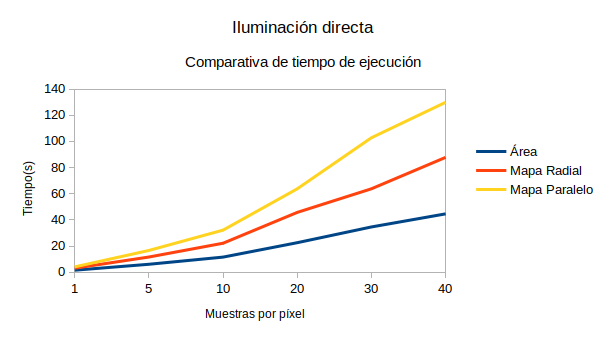 Iluminación directa
Comparativa de tiempo de ejecución
140
120
100
80
60
40
20
0
Tiempo(s)
1 5 10 20 30 40
Muestras por píxel
Área
Mapa Radial
Mapa Paralelo